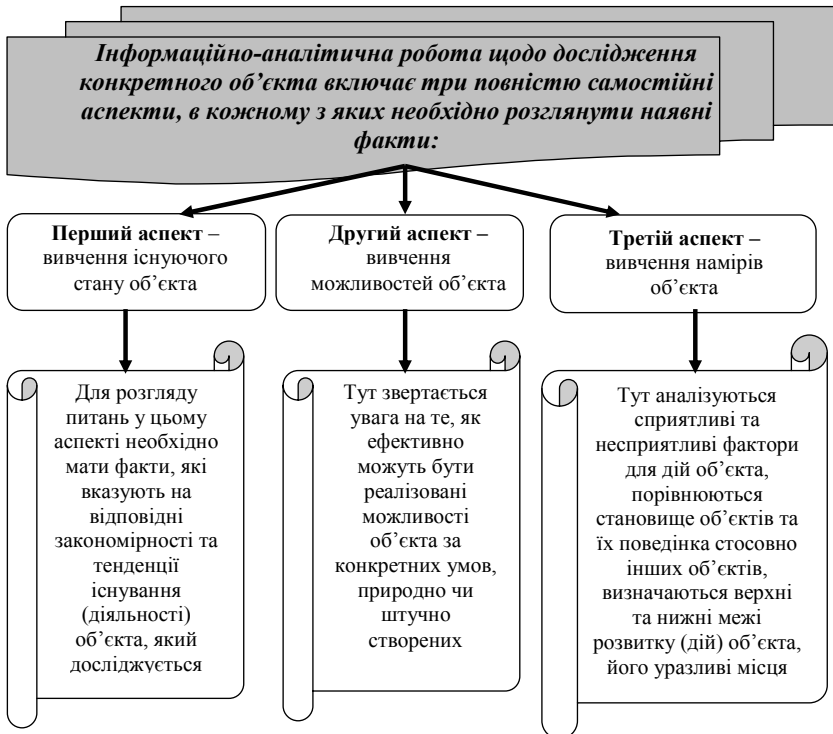 Інформаційно-аналітична робота щодо дослідження
конкретного об’єкта включає три повністю самостійні
аспекти, в кожному з яких необхідно розглянути наявні
факти:
Перший аспект –
вивчення існуючого
стану об’єкта
Другий аспект –
вивчення
можливостей об’єкта
Третій аспект –
вивчення намірів
об’єкта
Для розгляду
питань у цьому
аспекті необхідно
мати факти, які
вказують на
відповідні
закономірності та
тенденції
існування
(діяльності)
об’єкта, який
досліджується
Тут звертається
увага на те, як
ефективно
можуть бути
реалізовані
можливості
об’єкта за
конкретних умов,
природно чи
штучно
створених
Тут аналізуються
сприятливі та
несприятливі фактори
для дій об’єкта,
порівнюються
становище об’єктів та
їх поведінка стосовно
інших об’єктів,
визначаються верхні
та нижні межі
розвитку (дій) об’єкта,
його уразливі місця